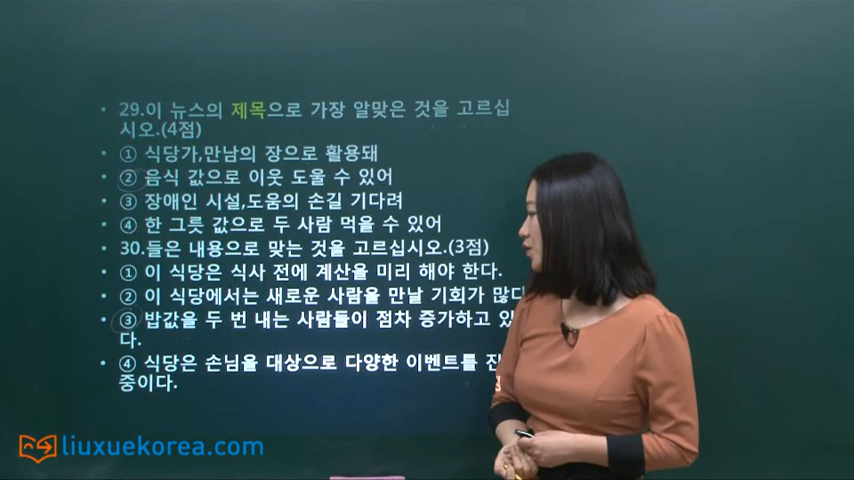 • 29.이 뉴스의 제목으로 가장 알맞은 것을 고르십
시오.(4점)
• ① 식당가,만남의 장으로 활용돼
• ② 음식 값으로 이웃 도울 수 있어
• ③ 장애인 시설,도움의 손길 기다려
• ④ 한 그릇 값으로 두 사람 먹을 수 있어
• 30.들은 내용으로 맞는 것을 고르십시오.(3점)
• ① 이 식당은 식사 전에 계산을 미리 해야 한다.
• ② 이 식당에서는 새로운 사람을 만날 기회가 많다
• ③ 밥값을 두 번 내는 사람들이 점차 증가하고 있
다.
• ④ 식당은 손님을 대상으로 다양한 이벤트를 진
중이다.
liuxuekorea.com